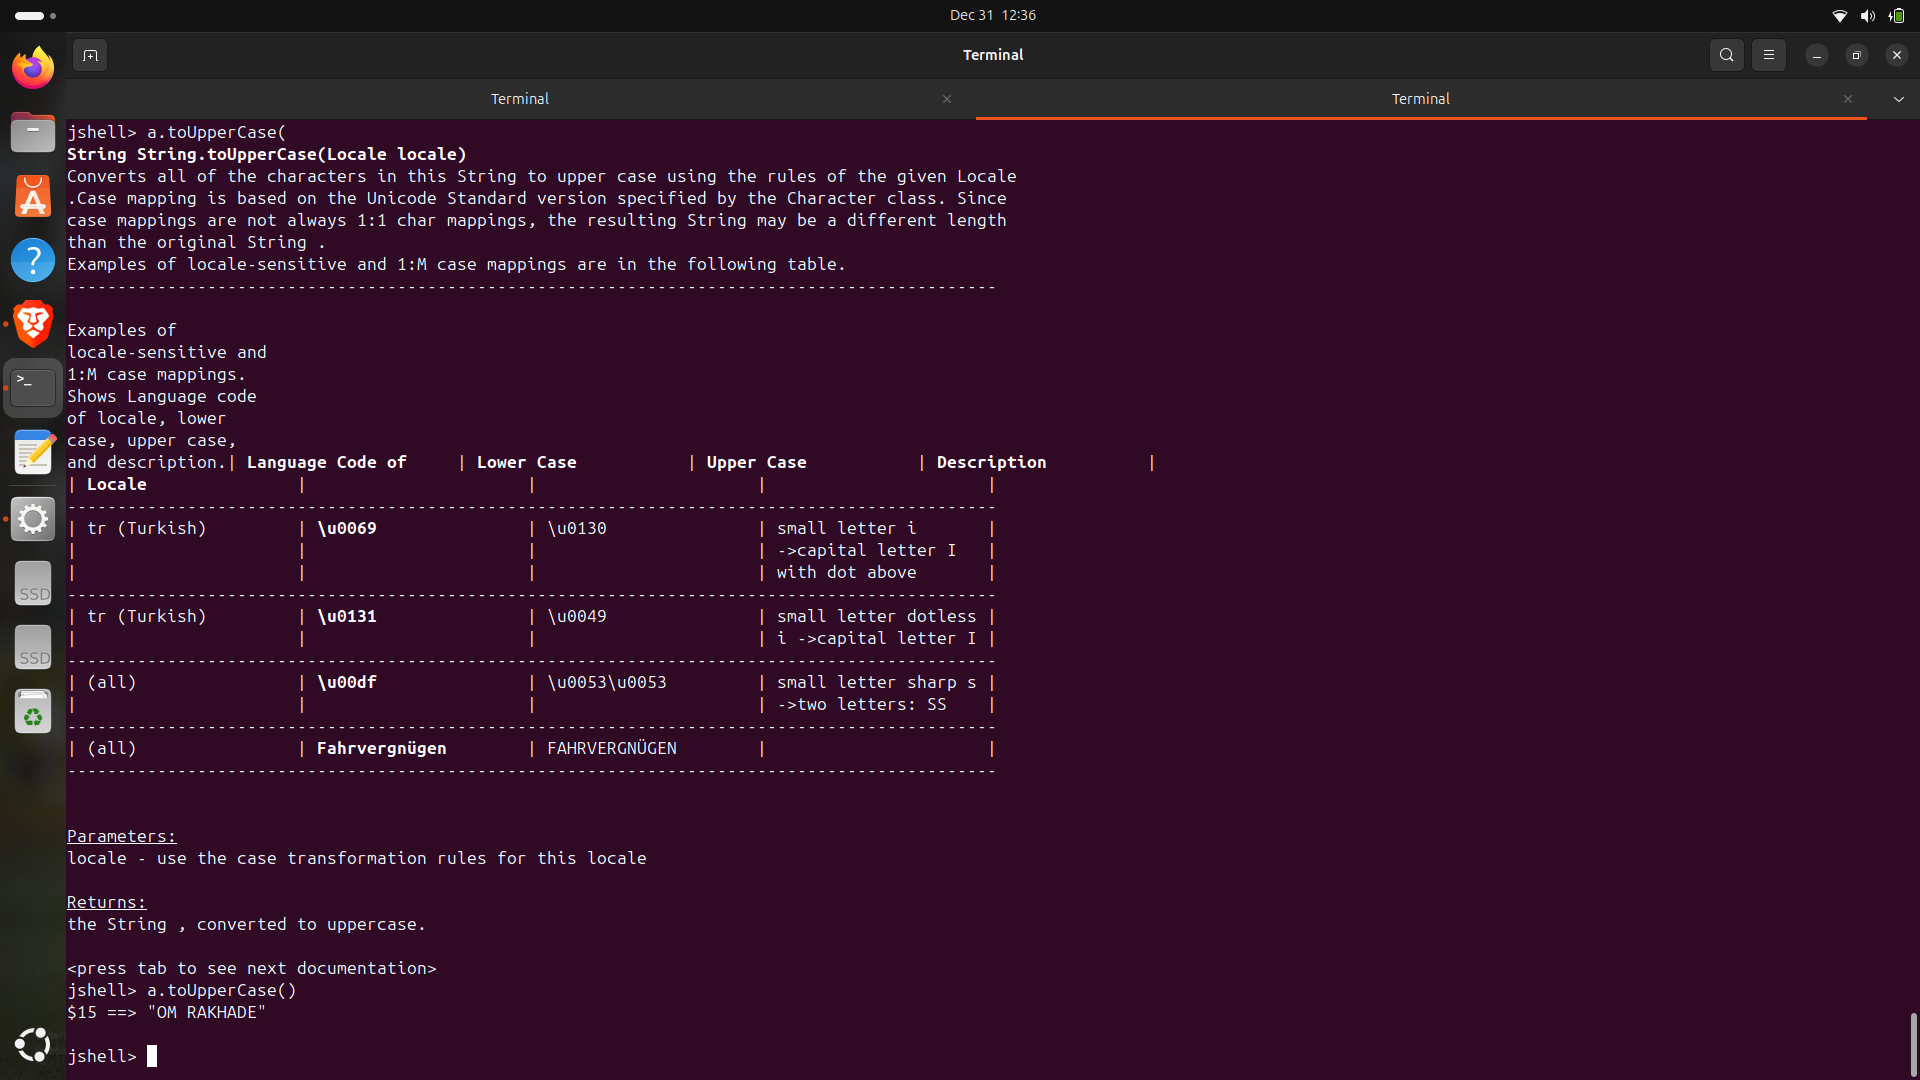 Dec 31 12:36
Terminal
Terminal
Terminal
jshell> a.toUpperCase(
String String.toUpperCase(Locale locale)
Converts all of the characters in this String to upper case using the rules of the given Locale
.Case mapping is based on the Unicode Standard version specified by the Character class. Since
case mappings are not always 1:1 char mappings, the resulting String may be a different length
than the original String .
Examples of locale-sensitive and 1:M case mappings are in the following table.
---------------------------------------------------------------------------------------------
Examples of
locale-sensitive and
1:M case mappings.
Shows Language code
of locale, lower
case, upper case,
and description.| Language Code of     | Lower Case           | Upper Case           | Description          |
| Locale               |                      |                      |                      |
---------------------------------------------------------------------------------------------
| tr (Turkish)         | \u0069               | \u0130               | small letter i       |
|                      |                      |                      | ->capital letter I   |
|                      |                      |                      | with dot above       |
---------------------------------------------------------------------------------------------
| tr (Turkish)         | \u0131               | \u0049               | small letter dotless |
|                      |                      |                      | i ->capital letter I |
---------------------------------------------------------------------------------------------
| (all)                | \u00df               | \u0053\u0053         | small letter sharp s |
|                      |                      |                      | ->two letters: SS    |
---------------------------------------------------------------------------------------------
| (all)                | Fahrvergnügen        | FAHRVERGNÜGEN        |                      |
---------------------------------------------------------------------------------------------
Parameters:
locale - use the case transformation rules for this locale
Returns:
the String , converted to uppercase.
<press tab to see next documentation>
jshell> a.toUpperCase()
$15 ==> "OM RAKHADE"
jshell>
SSD
SSD